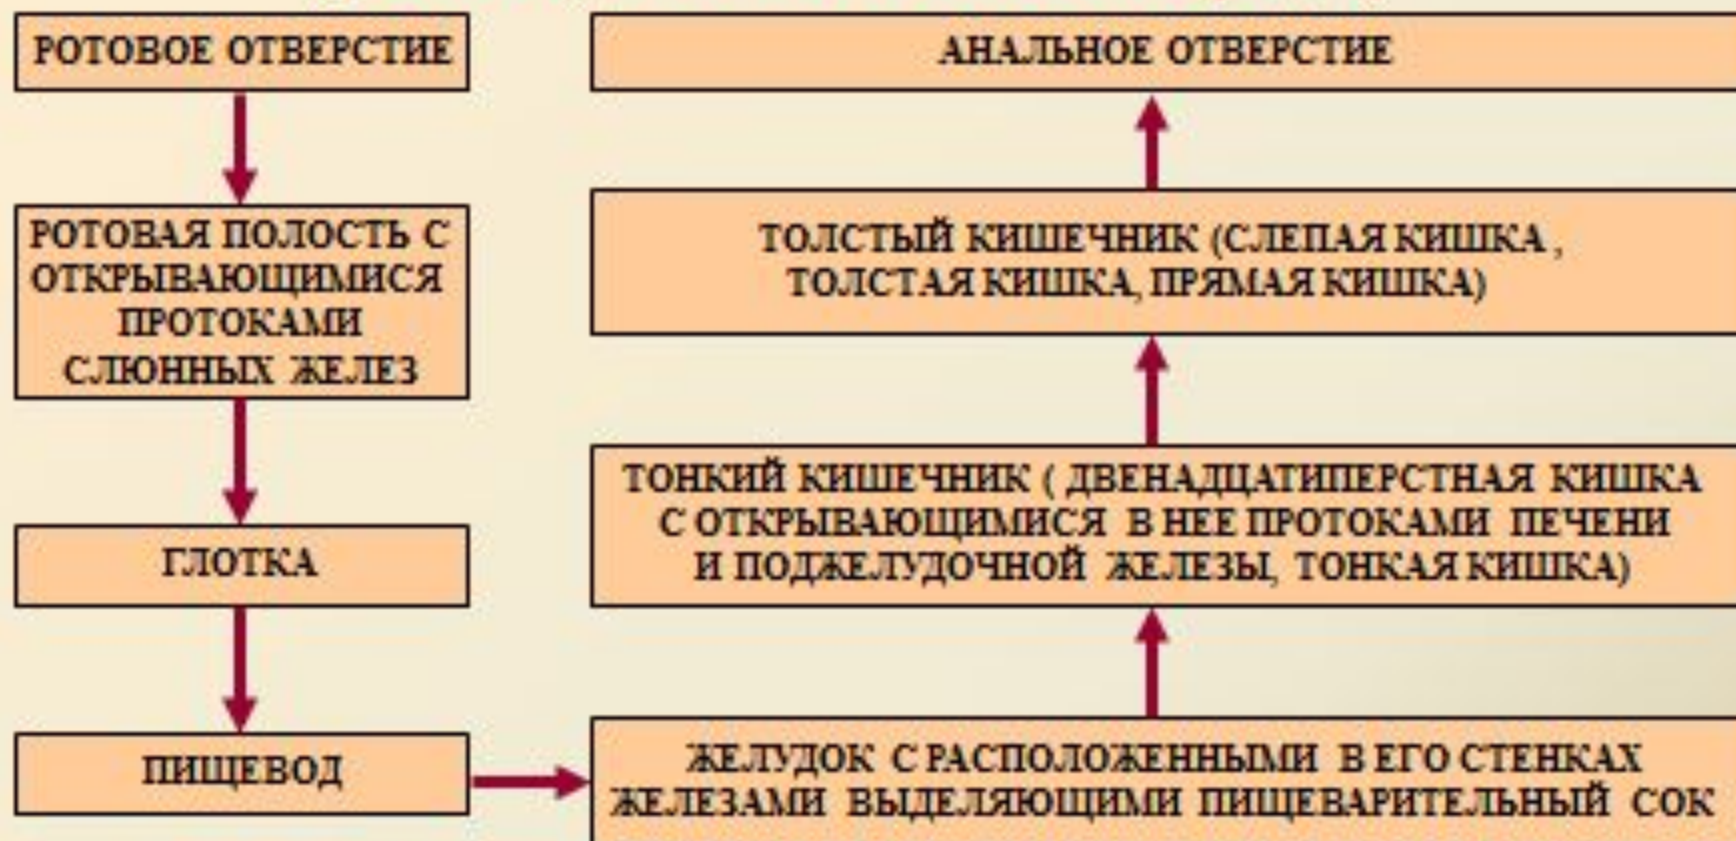 РОТОВОЕ ОТВЕРСТИЕ
РОТОВАЯ ПОЛОСТЬ С
ОТКРЫВАЮЩИМИСЯ
ПРОТОКАМИ
СЛЮННЫХ ЖЕЛЕЗ
ГЛОТКА
ПИЩЕВОД
ЖЕЛУДОК С РАСПОЛОЖЕННЫМИ В ЕГО СТЕНКАХ
ЖЕЛЕЗАМИ ВЫДЕЛЯЮЩИМИ ПИЩЕВАРИТЕЛЬНЫЙ СОК
ТОНКИЙ КИШЕЧНИК ( ДВЕНАДЦАТИПЕРСТНАЯ КИШКА
С ОТКРЫВАЮЩИМИСЯ В НЕЕ ПРОТОКАМИ ПЕЧЕНИ
И ПОДЖЕЛУДОЧНОЙ ЖЕЛЕЗЫ, ТОНКАЯ КИШКА)
ТОЛСТЫЙ КИШЕЧНИК (СЛЕПАЯ КИШКА ,
ТОЛСТАЯ КИШКА, ПРЯМАЯ КИШКА)
АНАЛЬНОЕ ОТВЕРСТИЕ